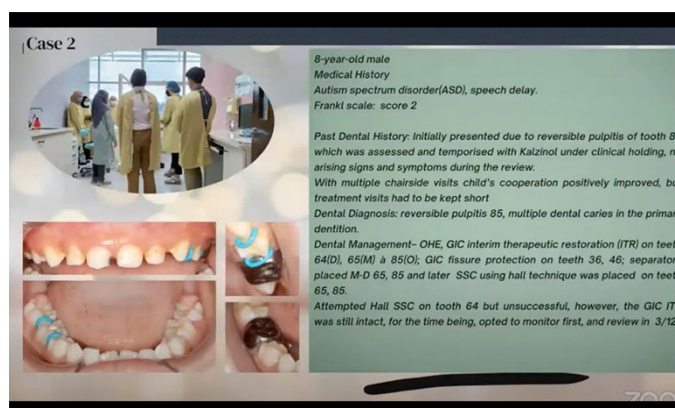 Case 2
8-year-old male
Medical History
Autism spectrum disorder(ASD), speech delay.
Frankl scale: score 2
Past Dental History: Initially presented due to reversible pulpitis of tooth 8
which was assessed and temporised with Kalzinol under clinical holding, n
arising signs and symptoms during the review.
With multiple chairside visits child's cooperation positively improved, bu
treatment visits had to be kept short
Dental Diagnosis: reversible pulpitis 85, multiple dental caries in the primar
dentition.
Dental Management– OHE, GIC interim therapeutic restoration (ITR) on teet
64(D), 65(M) à 85(O); GIC fissure protection on teeth 36, 46; separator
placed M-D 65, 85 and later SSC using hall technique was placed on teet
65, 85.
Attempted Hall SSC on tooth 64 but unsuccessful, however, the GIC IT
was still intact, for the time being, opted to monitor first, and review in 3/12
zoo